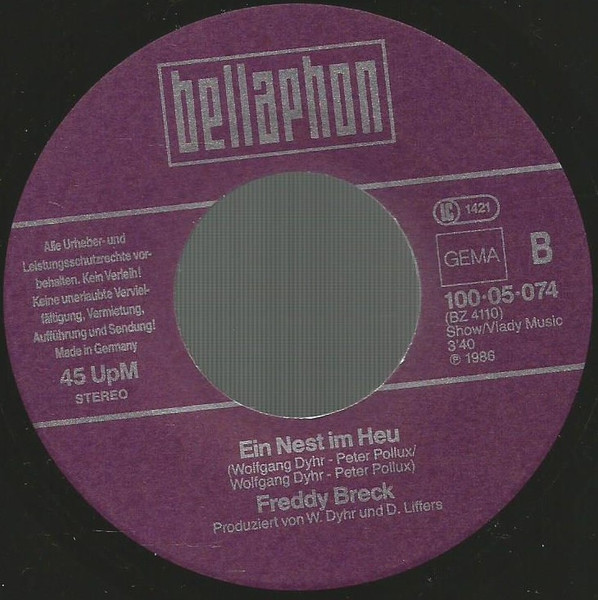 bellaphon
Alle Urheber- und
Leistungsschutzrechte vor-
behalten. Kein Verleih!
Keine unerlaubte Verviel-
fältigung, Vermietung,
Aufführung und Sendung!
Made in Germany
45 UpM
STEREO
LC 1421
GEMA B
100·05·074
(BZ 4110)
Show/Vlady Music
3'40
℗ 1986
Ein Nest im Heu
(Wolfgang Dyhr - Peter Pollux/
Wolfgang Dyhr - Peter Pollux)
Freddy Breck
Produziert von W. Dyhr und D. Liffers